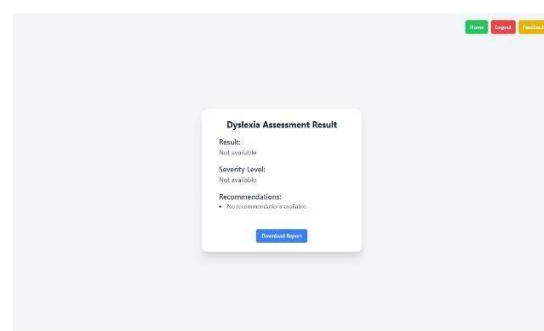 Home Logout Feedback
Dyslexia Assessment Result
Result:
Not available
Severity Level:
Not available
Recommendations:
• No recommendations available.
Download Report